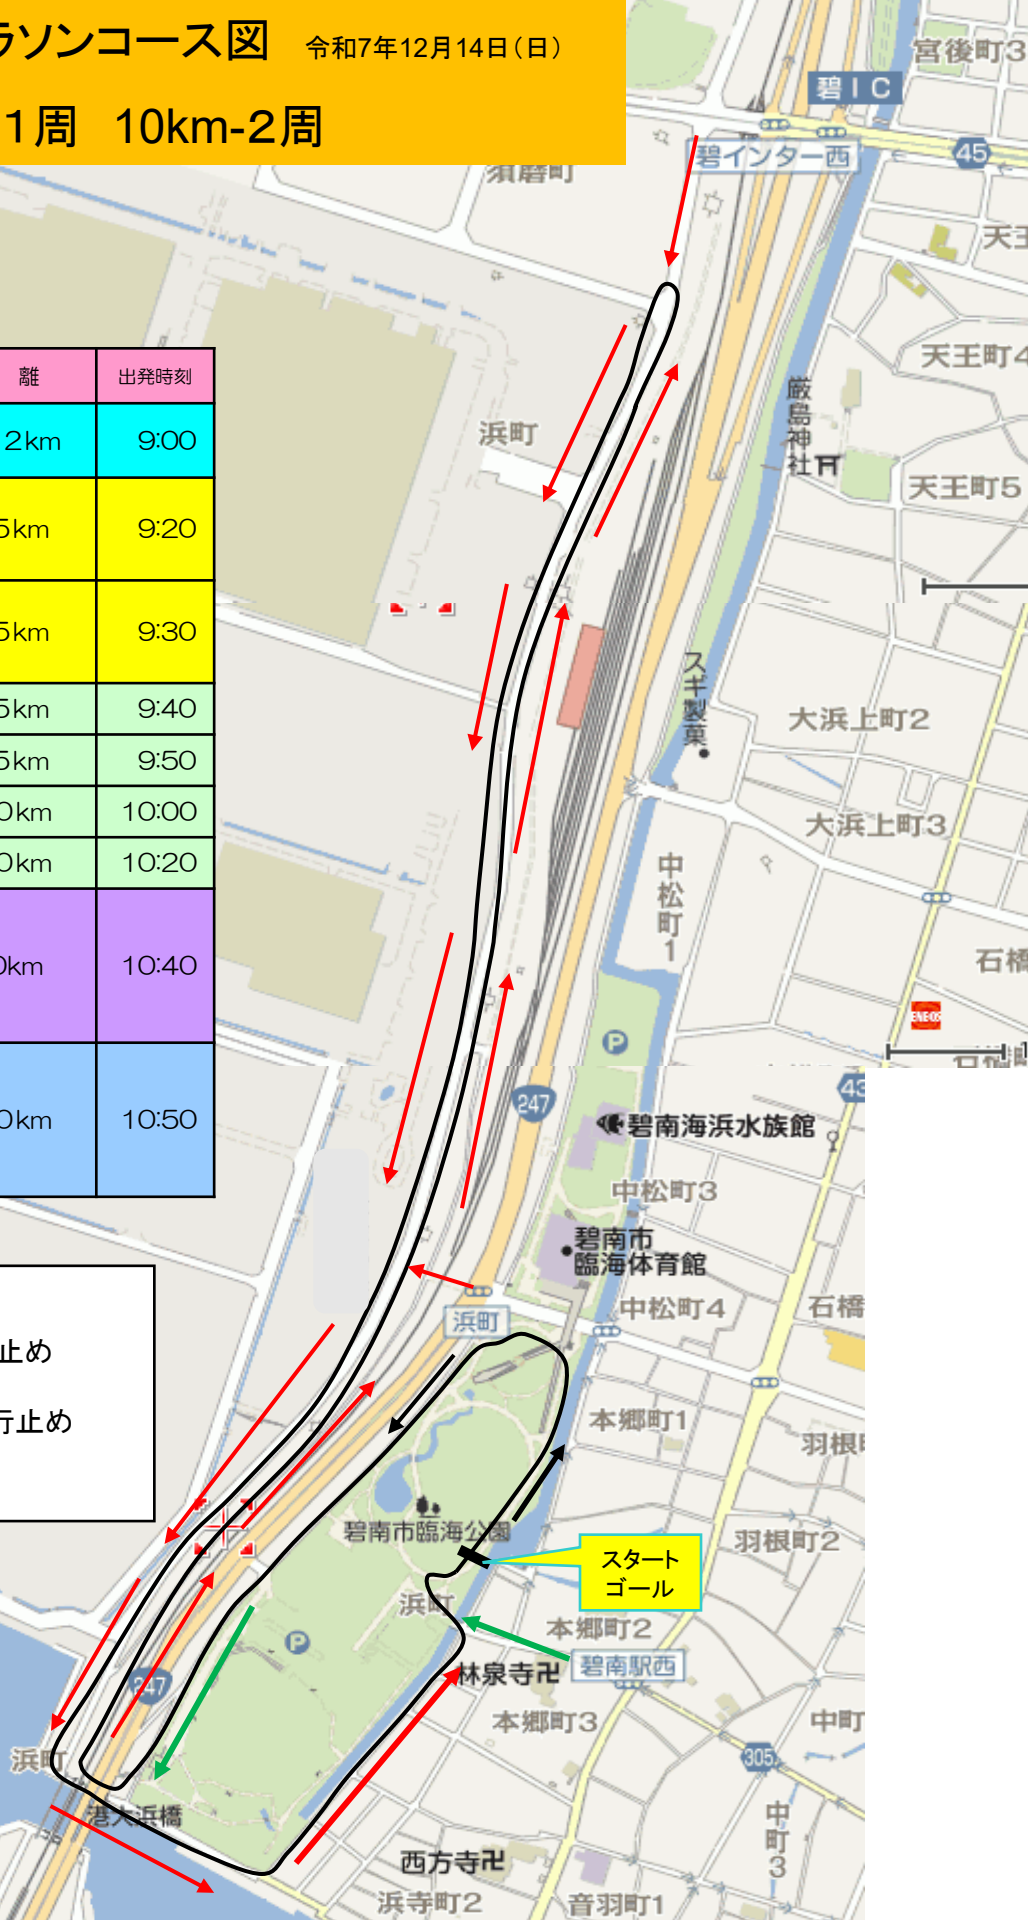 ラソンコース図 令和7年12月14日(日)
1周 10km-2周
宮後町3
碧IC
碧インター西
45
須磨町
天王
離 出発時刻
2km 9:00
5km 9:20
5km 9:30
5km 9:40
5km 9:50
0km 10:00
0km 10:20
0km 10:40
0km 10:50
天王町4
厳島神社
浜町
天王町5
スギ製菓
大浜上町2
大浜上町3
中松町1
石橋
ENEOS
P
247
43
碧南海浜水族館
中松町3
碧南市
臨海体育館
中松町4
石橋
浜町
止め
行止め
本郷町1
羽根
碧南市臨海公園
羽根町2
スタート
ゴール
浜町
本郷町2
P
林泉寺
碧南駅西
247
本郷町3
中町
浜町
305
港大浜橋
中町3
西方寺
浜寺町2
音羽町1